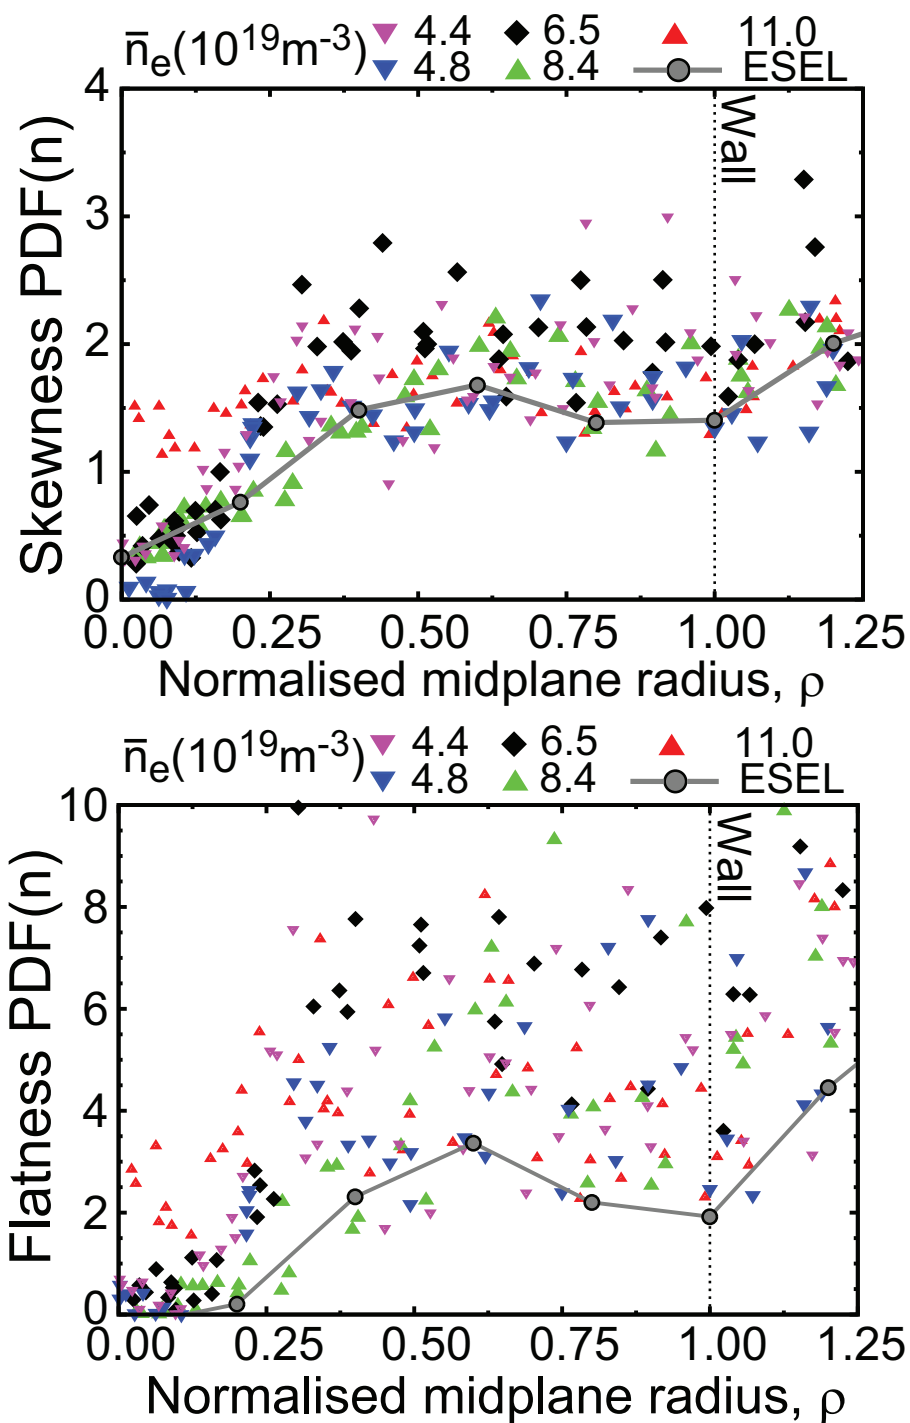 n̄e(10¹⁹m⁻³) 4.4 6.5 11.0
4.8 8.4 ESEL
4
3
2
1
0
Skewness PDF(n)
Wall
0.00 0.25 0.50 0.75 1.00 1.25
Normalised midplane radius, ρ
n̄e(10¹⁹m⁻³) 4.4 6.5 11.0
4.8 8.4 ESEL
10
8
6
4
2
0
Flatness PDF(n)
Wall
0.00 0.25 0.50 0.75 1.00 1.25
Normalised midplane radius, ρ